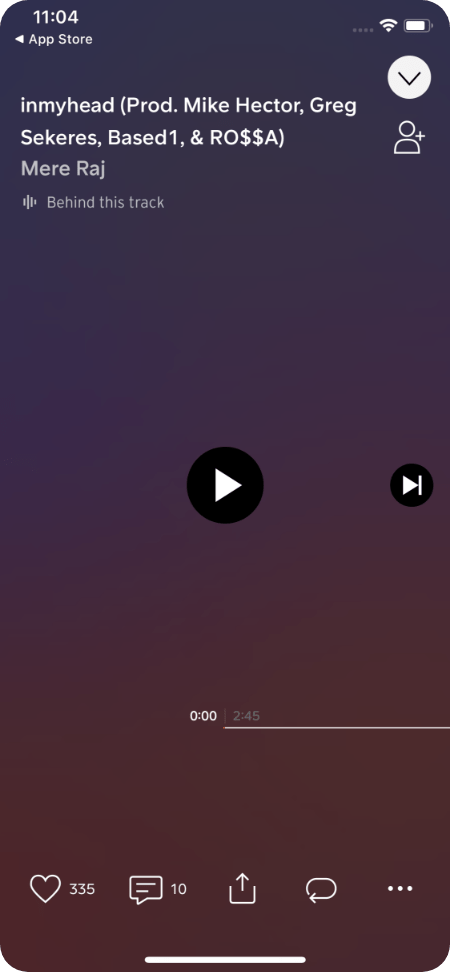 11:04
◀ App Store
inmyhead (Prod. Mike Hector, Greg
Sekeres, Based1, & RO$$A)
Mere Raj
Behind this track
0:00 2:45
335 10